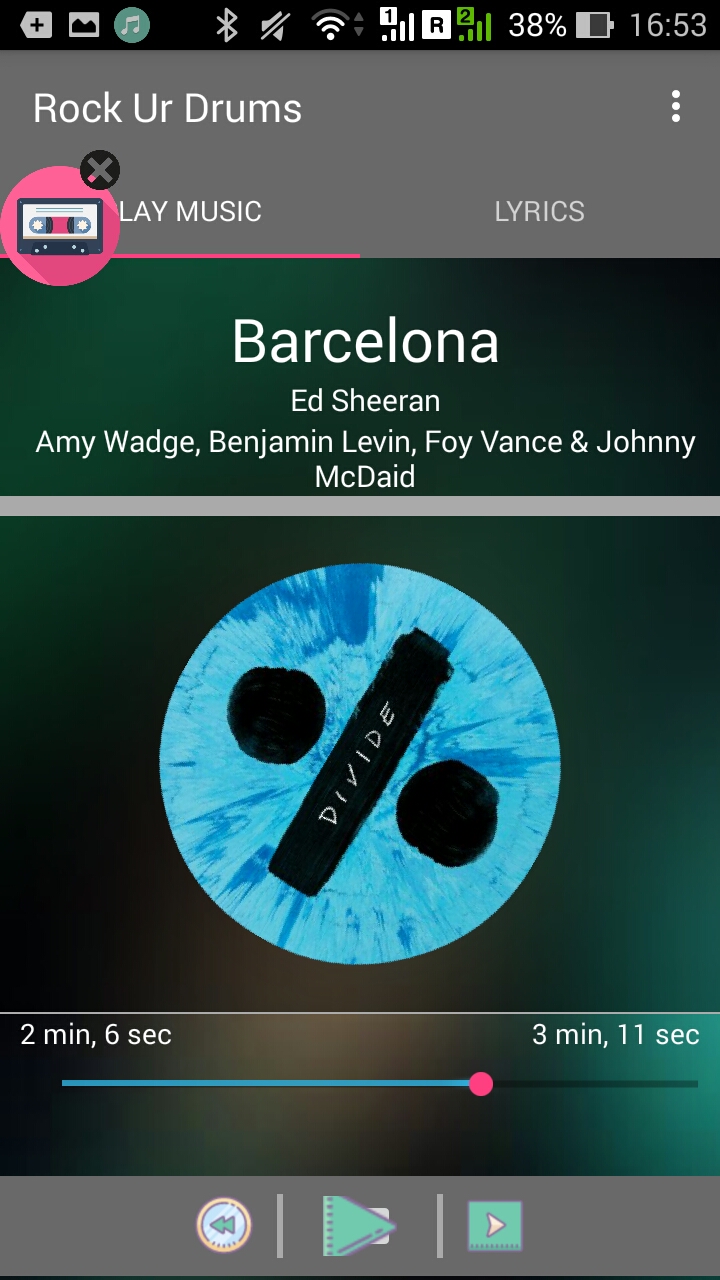 1 R 2 38% 16:53
Rock Ur Drums
LAY MUSIC
LYRICS
Barcelona
Ed Sheeran
Amy Wadge, Benjamin Levin, Foy Vance & Johnny
McDaid
DIVIDE
2 min, 6 sec
3 min, 11 sec